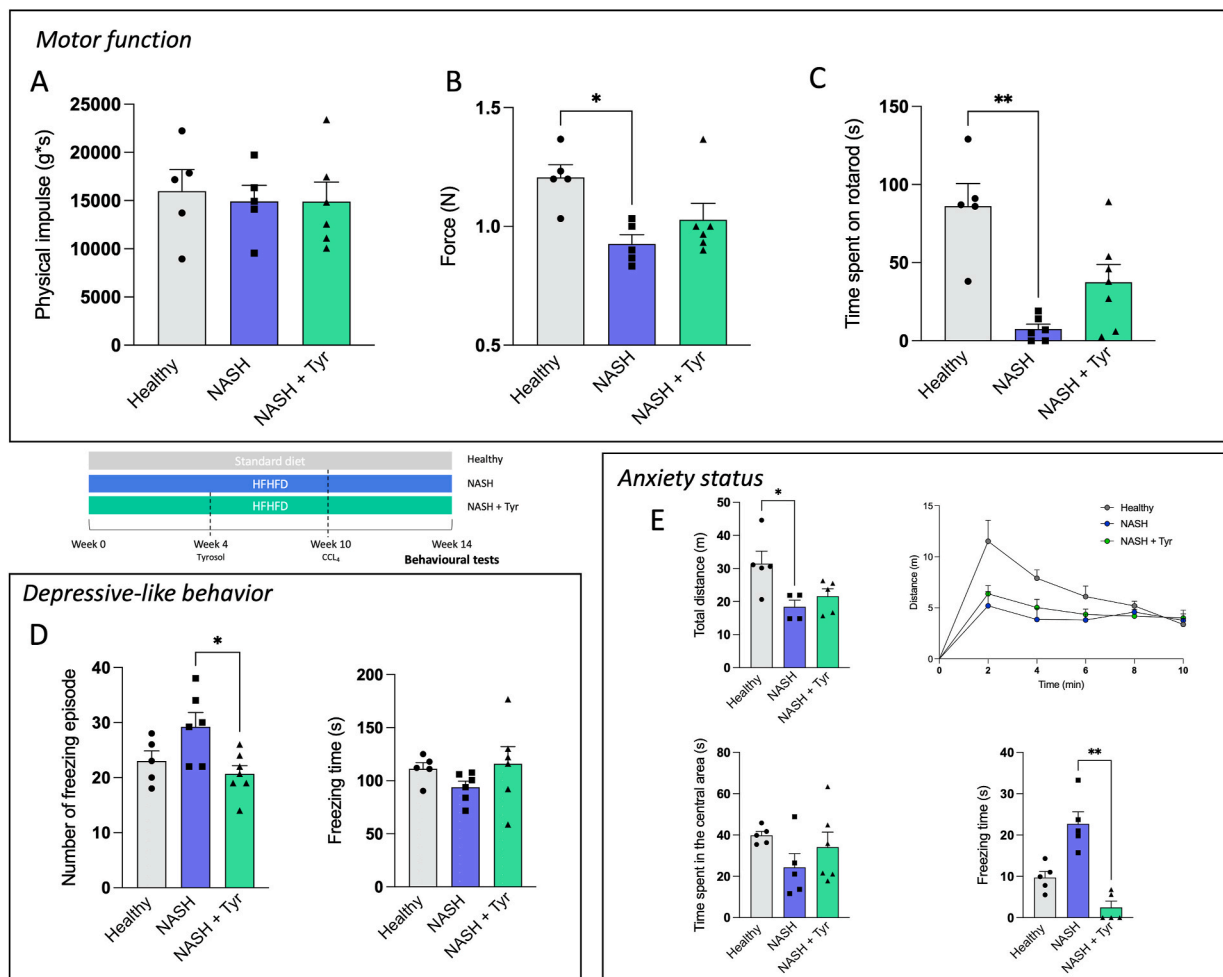 Motor function
A
Physical impulse (g*s)
25000
20000
15000
10000
5000
0
Healthy
NASH
NASH + Tyr
B
Force (N)
1.5
1.0
0.5
*
Healthy
NASH
NASH + Tyr
C
Time spent on rotarod (s)
150
100
50
0
**
Healthy
NASH
NASH + Tyr
Standard diet
Healthy
HFHFD
NASH
HFHFD
NASH + Tyr
Week 0
Week 4
Week 10
Week 14
Tyrosol
CCL₄
Behavioural tests
Depressive-like behavior
D
Number of freezing episode
40
30
20
10
0
*
Healthy
NASH
NASH + Tyr
Freezing time (s)
200
150
100
50
0
Healthy
NASH
NASH + Tyr
Anxiety status
E
Total distance (m)
50
40
30
20
10
0
*
Healthy
NASH
NASH + Tyr
Distance (m)
15
10
5
0
2
4
6
8
10
Time (min)
Healthy
NASH
NASH + Tyr
Time spent in the central area (s)
80
60
40
20
0
Healthy
NASH
NASH + Tyr
Freezing time (s)
40
30
20
10
0
**
Healthy
NASH
NASH + Tyr